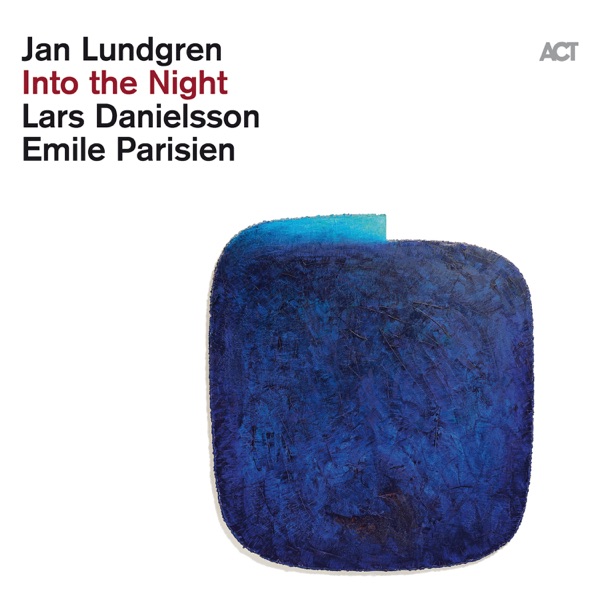 Jan Lundgren
Into the Night
Lars Danielsson
Emile Parisien
ACT